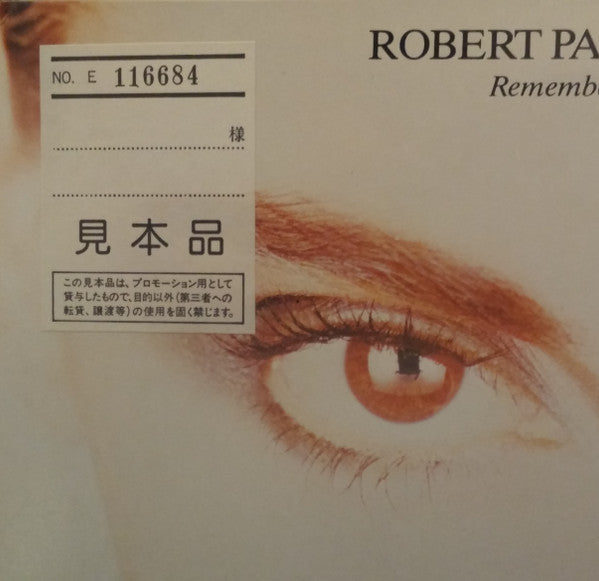 NO. E 116684
様
見本品
この見本品は、プロモーション用として
貸与したもので、目的以外(第三者への
転貸、譲渡等)の使用を固く禁じます。
ROBERT PA
Rememb